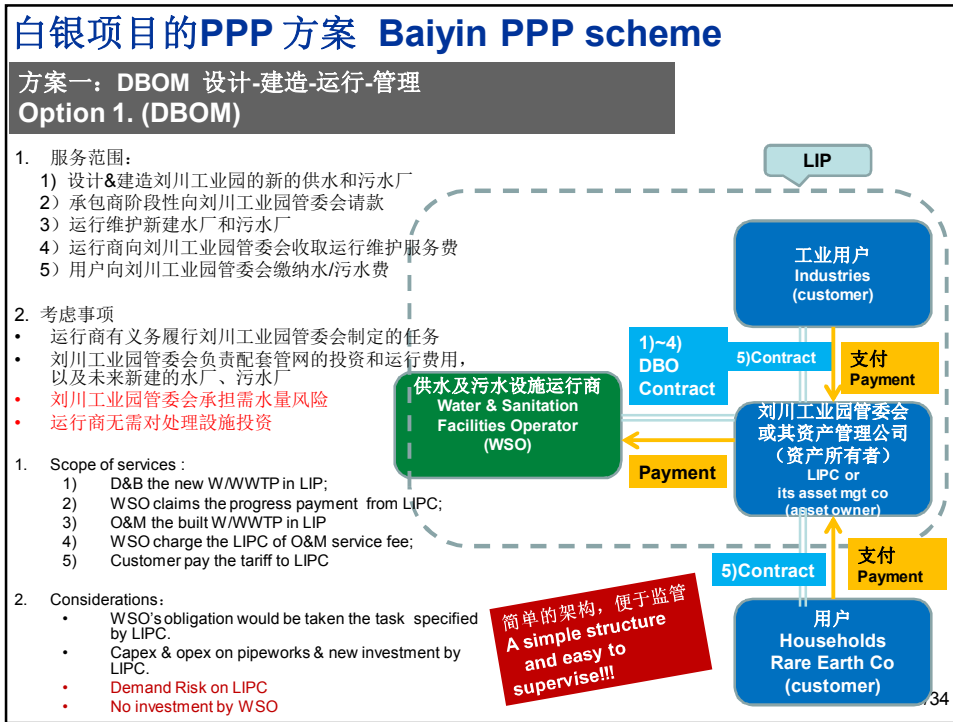 白银项目的PPP 方案 Baiyin PPP scheme
方案一：DBOM 设计-建造-运行-管理
Option 1. (DBOM)
1. 服务范围：
1) 设计&建造刘川工业园的新的供水和污水厂
2）承包商阶段性向刘川工业园管委会请款
3）运行维护新建水厂和污水厂
4）运行商向刘川工业园管委会收取运行维护服务费
5）用户向刘川工业园管委会缴纳水/污水费
2. 考虑事项
• 运行商有义务履行刘川工业园管委会制定的任务
• 刘川工业园管委会负责配套管网的投资和运行费用，
以及未来新建的水厂、污水厂
• 刘川工业园管委会承担需水量风险
• 运行商无需对处理設施投资
1. Scope of services :
1) D&B the new W/WWTP in LIP;
2) WSO claims the progress payment from LIPC;
3) O&M the built W/WWTP in LIP
4) WSO charge the LIPC of O&M service fee;
5) Customer pay the tariff to LIPC
2. Considerations：
• WSO's obligation would be taken the task specified
by LIPC.
• Capex & opex on pipeworks & new investment by
LIPC.
• Demand Risk on LIPC
• No investment by WSO
LIP
工业用户
Industries
(customer)
1)~4)
DBO
Contract
5)Contract
支付
Payment
供水及污水设施运行商
Water & Sanitation
Facilities Operator
(WSO)
Payment
刘川工业园管委会
或其资产管理公司
（资产所有者）
LIPC or
its asset mgt co
(asset owner)
5)Contract
支付
Payment
简单的架构，便于监管
A simple structure
and easy to
supervise!!!
用户
Households
Rare Earth Co
(customer)
/34